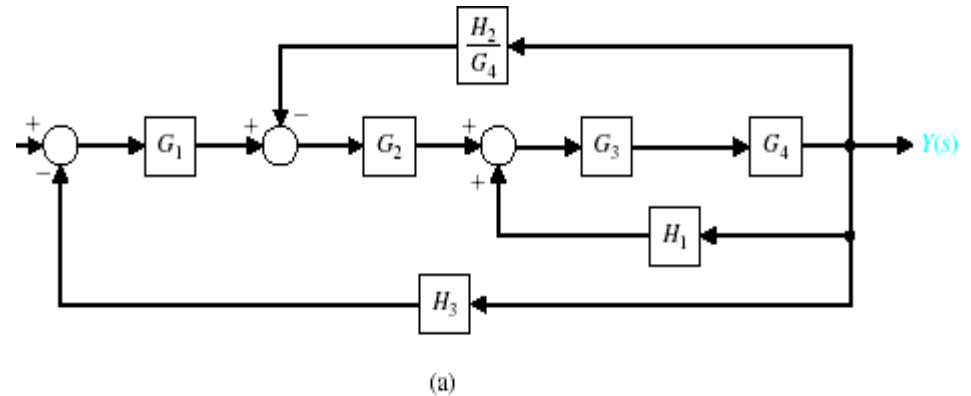 H2
G4
+ − + − G1 G2 + + G3 G4 Y(s)
H1
H3
(a)